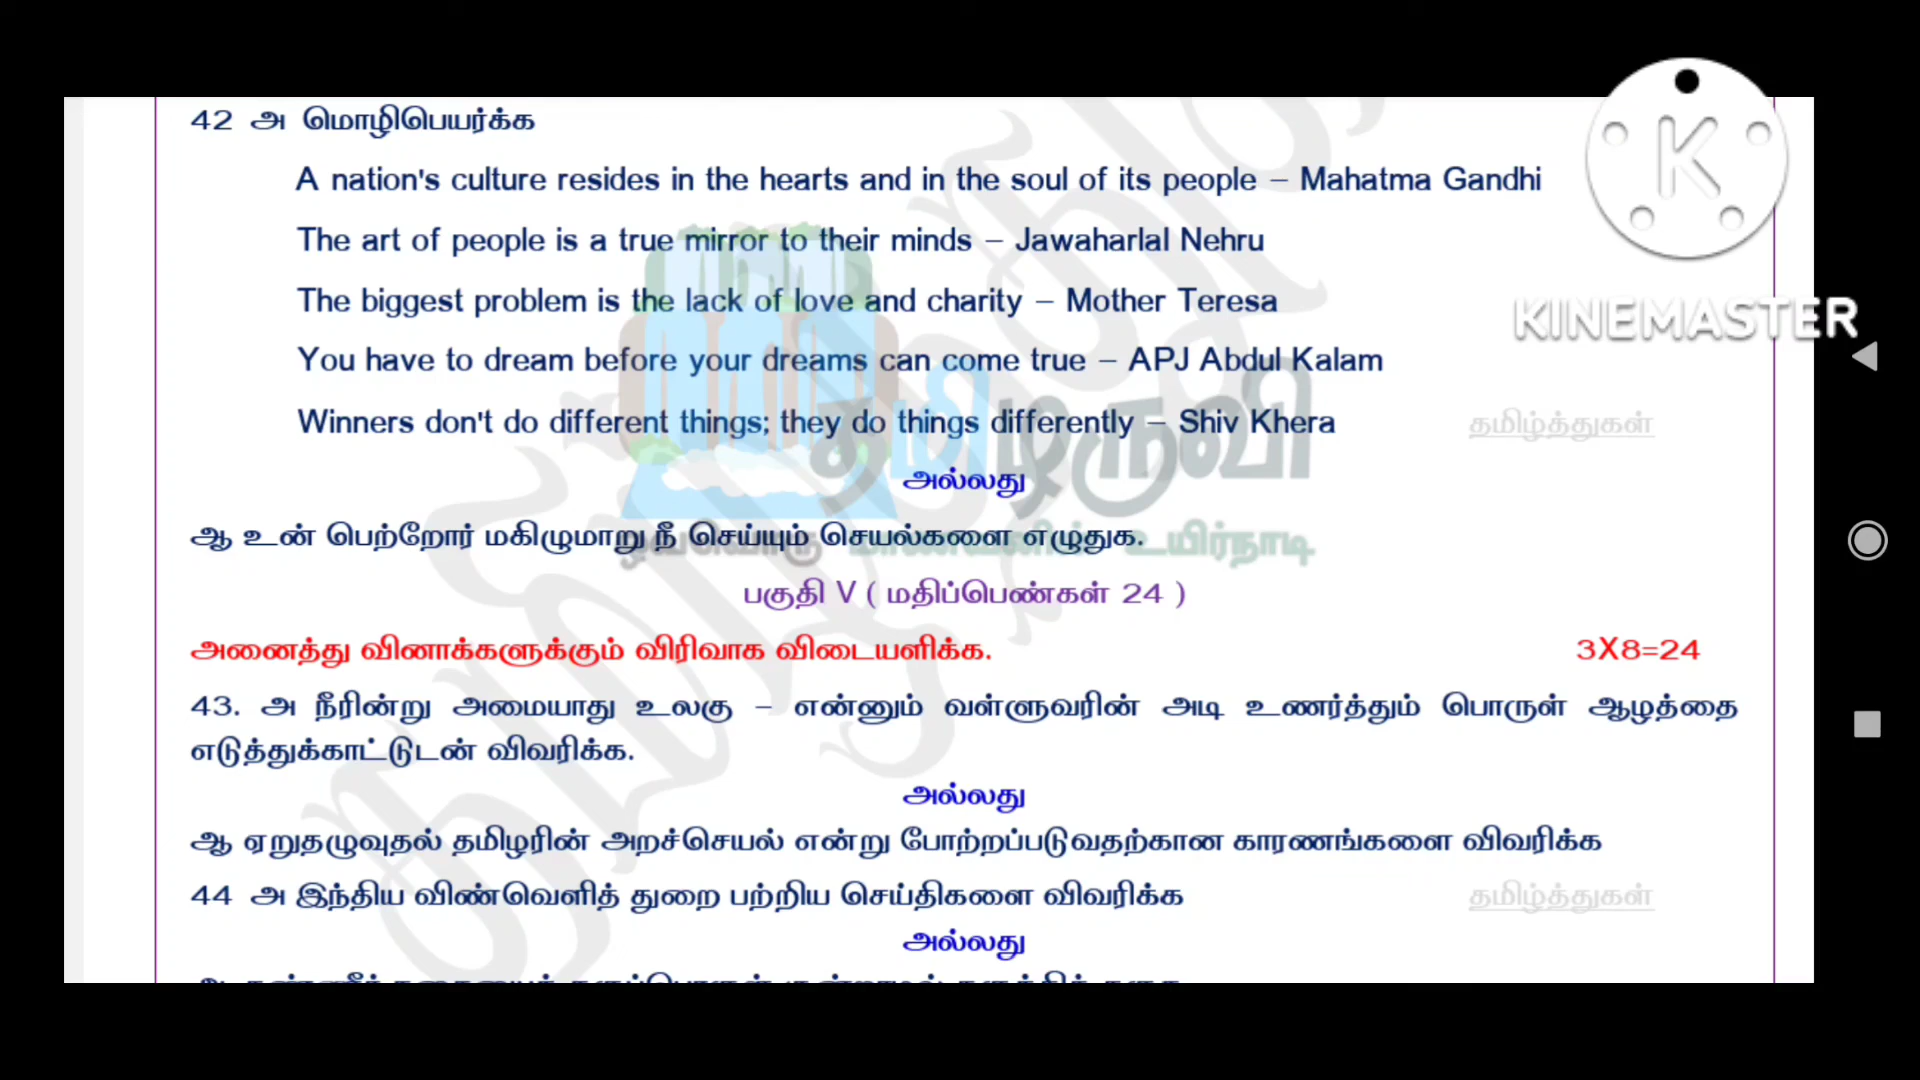 42 அ மொழிபெயர்க்க
A nation's culture resides in the hearts and in the soul of its people – Mahatma Gandhi
The art of people is a true mirror to their minds – Jawaharlal Nehru
The biggest problem is the lack of love and charity – Mother Teresa
KINEMASTER
You have to dream before your dreams can come true – APJ Abdul Kalam
Winners don't do different things; they do things differently – Shiv Khera
தமிழ்த்துகள்
தமிழருவி
அல்லது
ஆ உன் பெற்றோர் மகிழுமாறு நீ செய்யும் செயல்களை எழுதுக.
உயிர்நாடி
பகுதி V ( மதிப்பெண்கள் 24 )
அனைத்து வினாக்களுக்கும் விரிவாக விடையளிக்க. 3X8=24
43. அ நீரின்று அமையாது உலகு – என்னும் வள்ளுவரின் அடி உணர்த்தும் பொருள் ஆழத்தை
எடுத்துக்காட்டுடன் விவரிக்க.
அல்லது
ஆ ஏறுதழுவுதல் தமிழரின் அறச்செயல் என்று போற்றப்படுவதற்கான காரணங்களை விவரிக்க
44 அ இந்திய விண்வெளித் துறை பற்றிய செய்திகளை விவரிக்க
தமிழ்த்துகள்
அல்லது